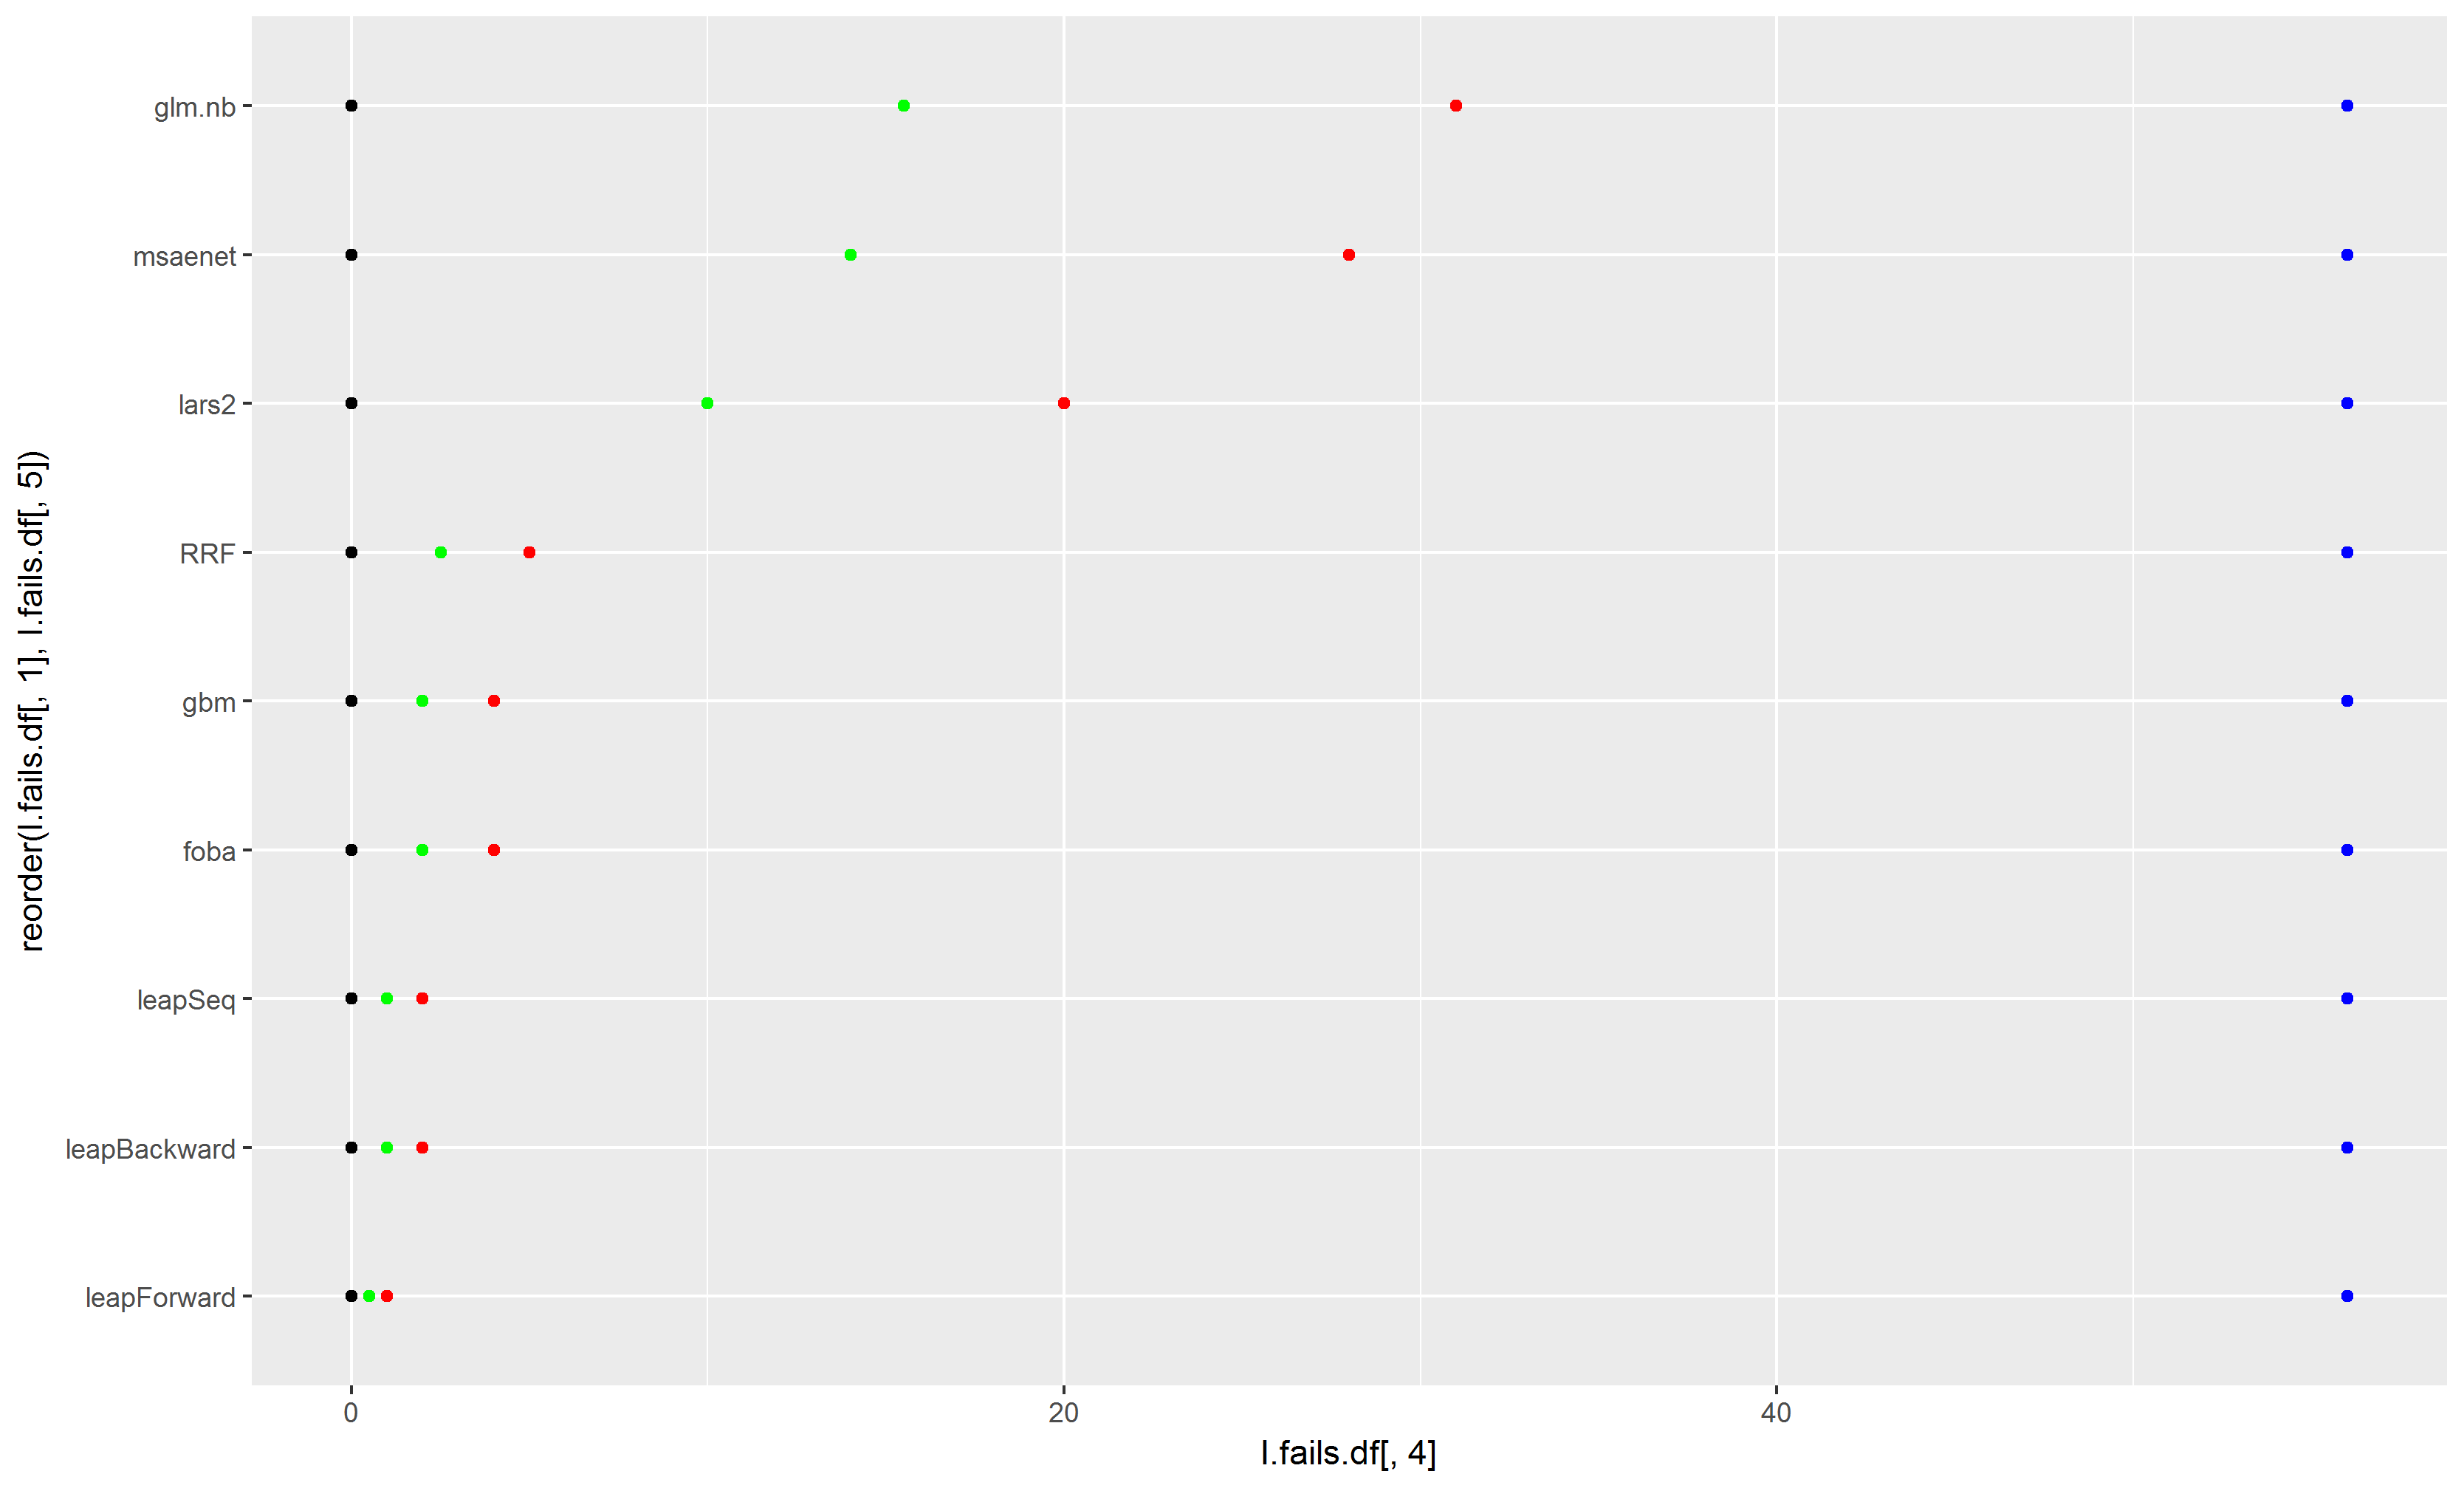 glm.nb
msaenet
lars2
RRF
gbm
foba
leapSeq
leapBackward
leapForward
reorder(I.fails.df[, 1], I.fails.df[, 5])
0
20
40
I.fails.df[, 4]